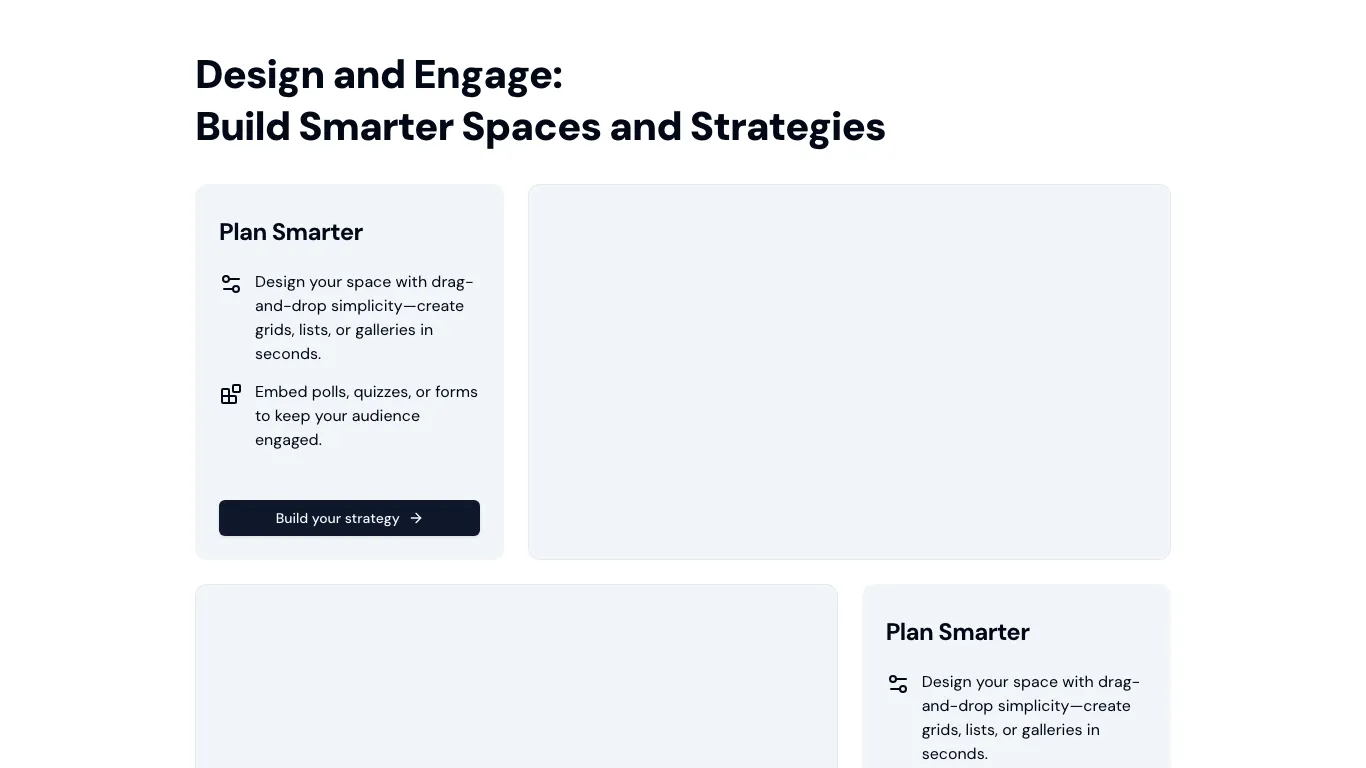 Design and Engage:
Build Smarter Spaces and Strategies
Plan Smarter
Design your space with drag-
and-drop simplicity—create
grids, lists, or galleries in
seconds.
Embed polls, quizzes, or forms
to keep your audience
engaged.
Build your strategy
Plan Smarter
Design your space with drag-
and-drop simplicity—create
grids, lists, or galleries in
seconds.